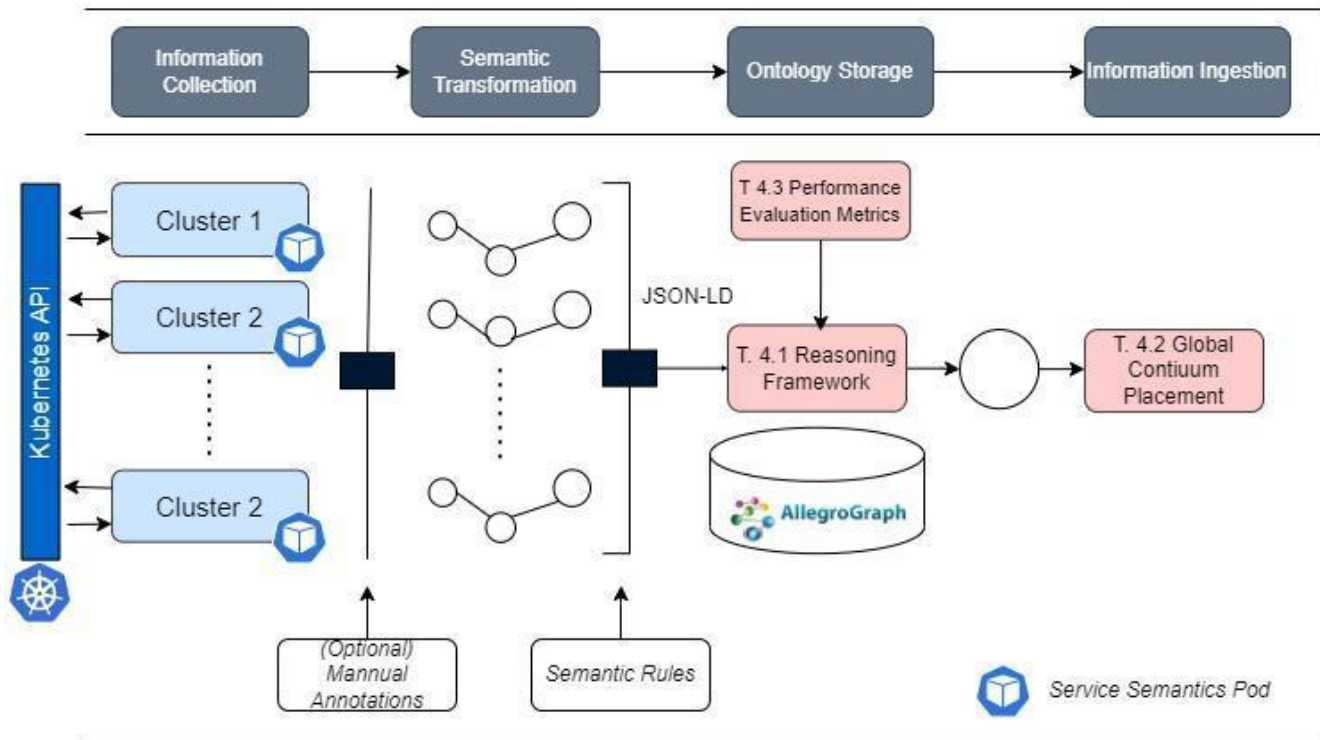 Information
Collection
Semantic
Transformation
Ontology Storage
Information Ingestion
Kubernetes API
Cluster 1
Cluster 2
Cluster 2
T 4.3 Performance
Evaluation Metrics
JSON-LD
T. 4.1 Reasoning
Framework
T. 4.2 Global
Contiuum
Placement
AllegroGraph
(Optional)
Mannual
Annotations
Semantic Rules
Service Semantics Pod